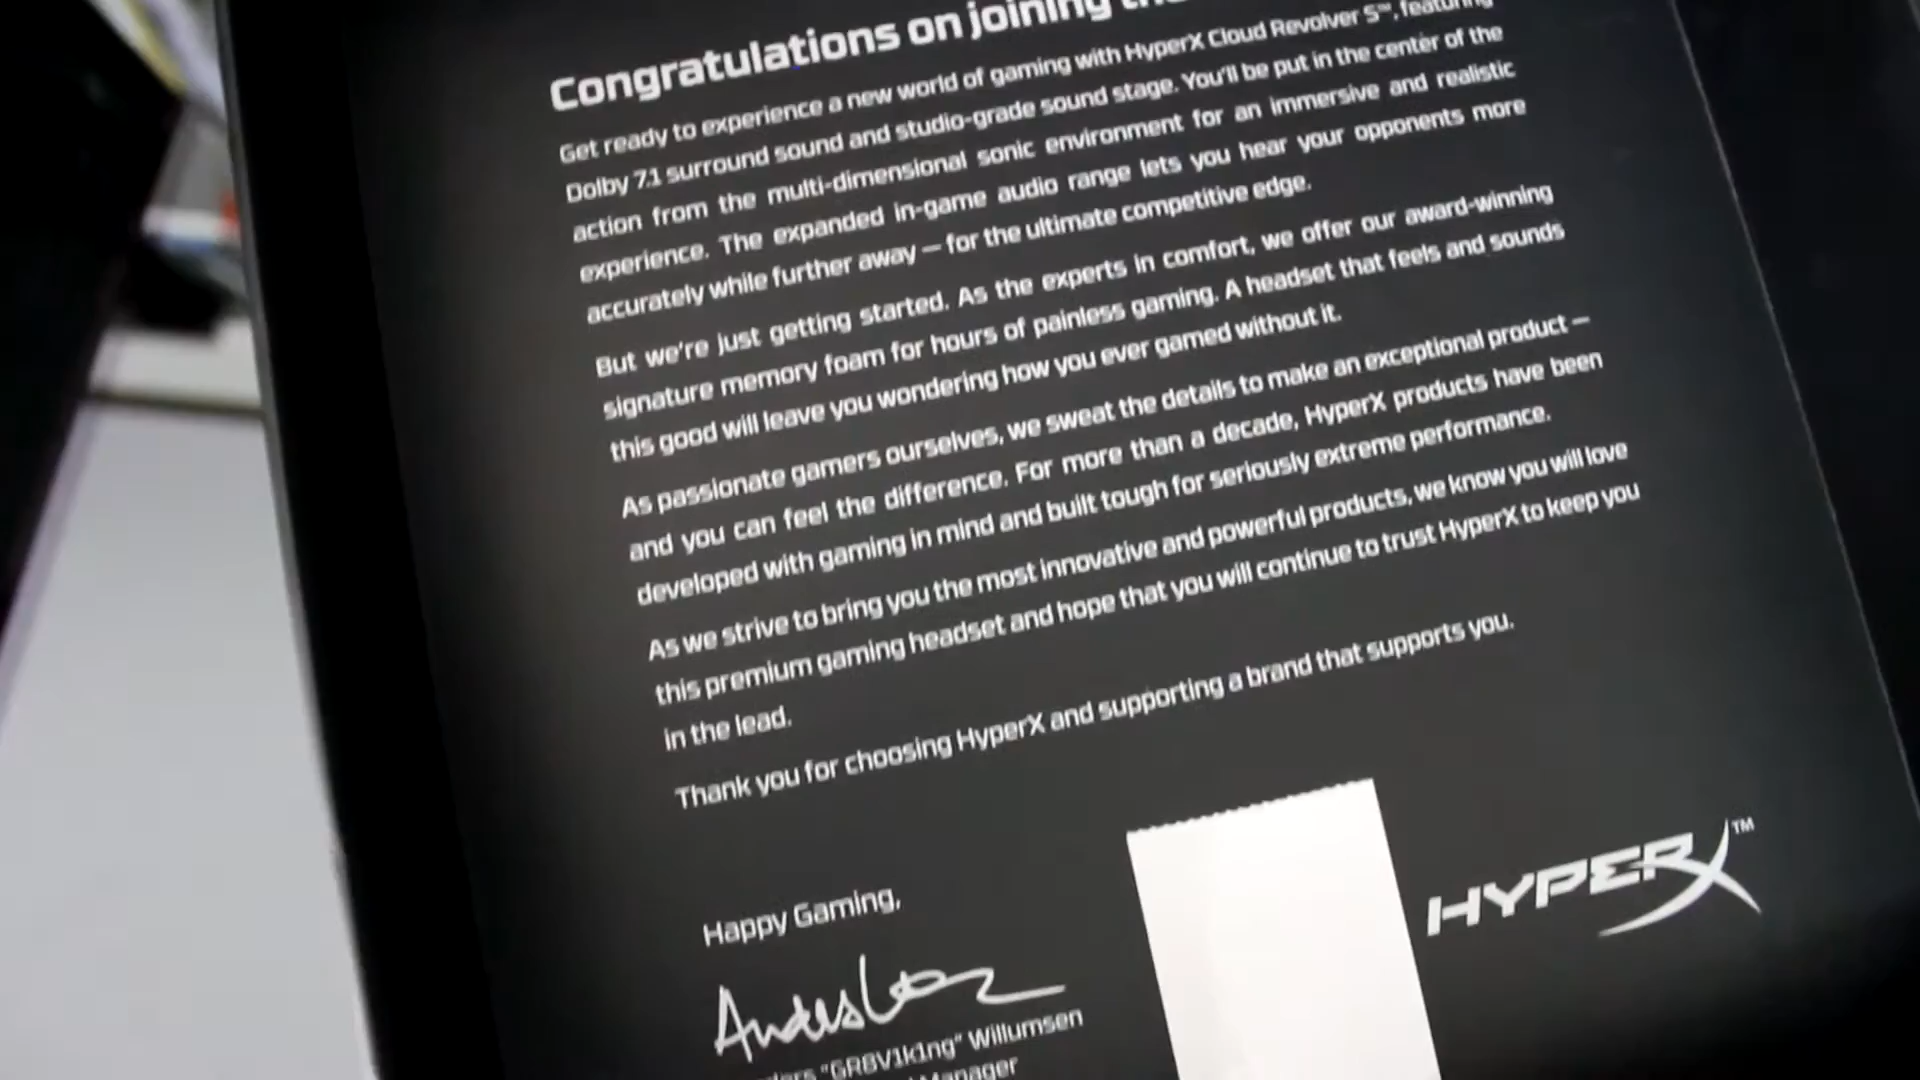 Congratulations on joining
Get ready to experience a new world of gaming with HyperX Cloud Revolver S™, featuring
Dolby 7.1 surround sound and studio-grade sound stage. You'll be put in the center of the
action from the multi-dimensional sonic environment for an immersive and realistic
experience. The expanded in-game audio range lets you hear your opponents more
accurately while further away — for the ultimate competitive edge.
But we're just getting started. As the experts in comfort, we offer our award-winning
signature memory foam for hours of painless gaming. A headset that feels and sounds
this good will leave you wondering how you ever gamed without it.
As passionate gamers ourselves, we sweat the details to make an exceptional product —
and you can feel the difference. For more than a decade, HyperX products have been
developed with gaming in mind and built tough for seriously extreme performance.
As we strive to bring you the most innovative and powerful products, we know you will love
this premium gaming headset and hope that you will continue to trust HyperX to keep you
in the lead.
Thank you for choosing HyperX and supporting a brand that supports you.
HYPERX™
Happy Gaming,
"GR8V1k1ng" Willumsen
Manager